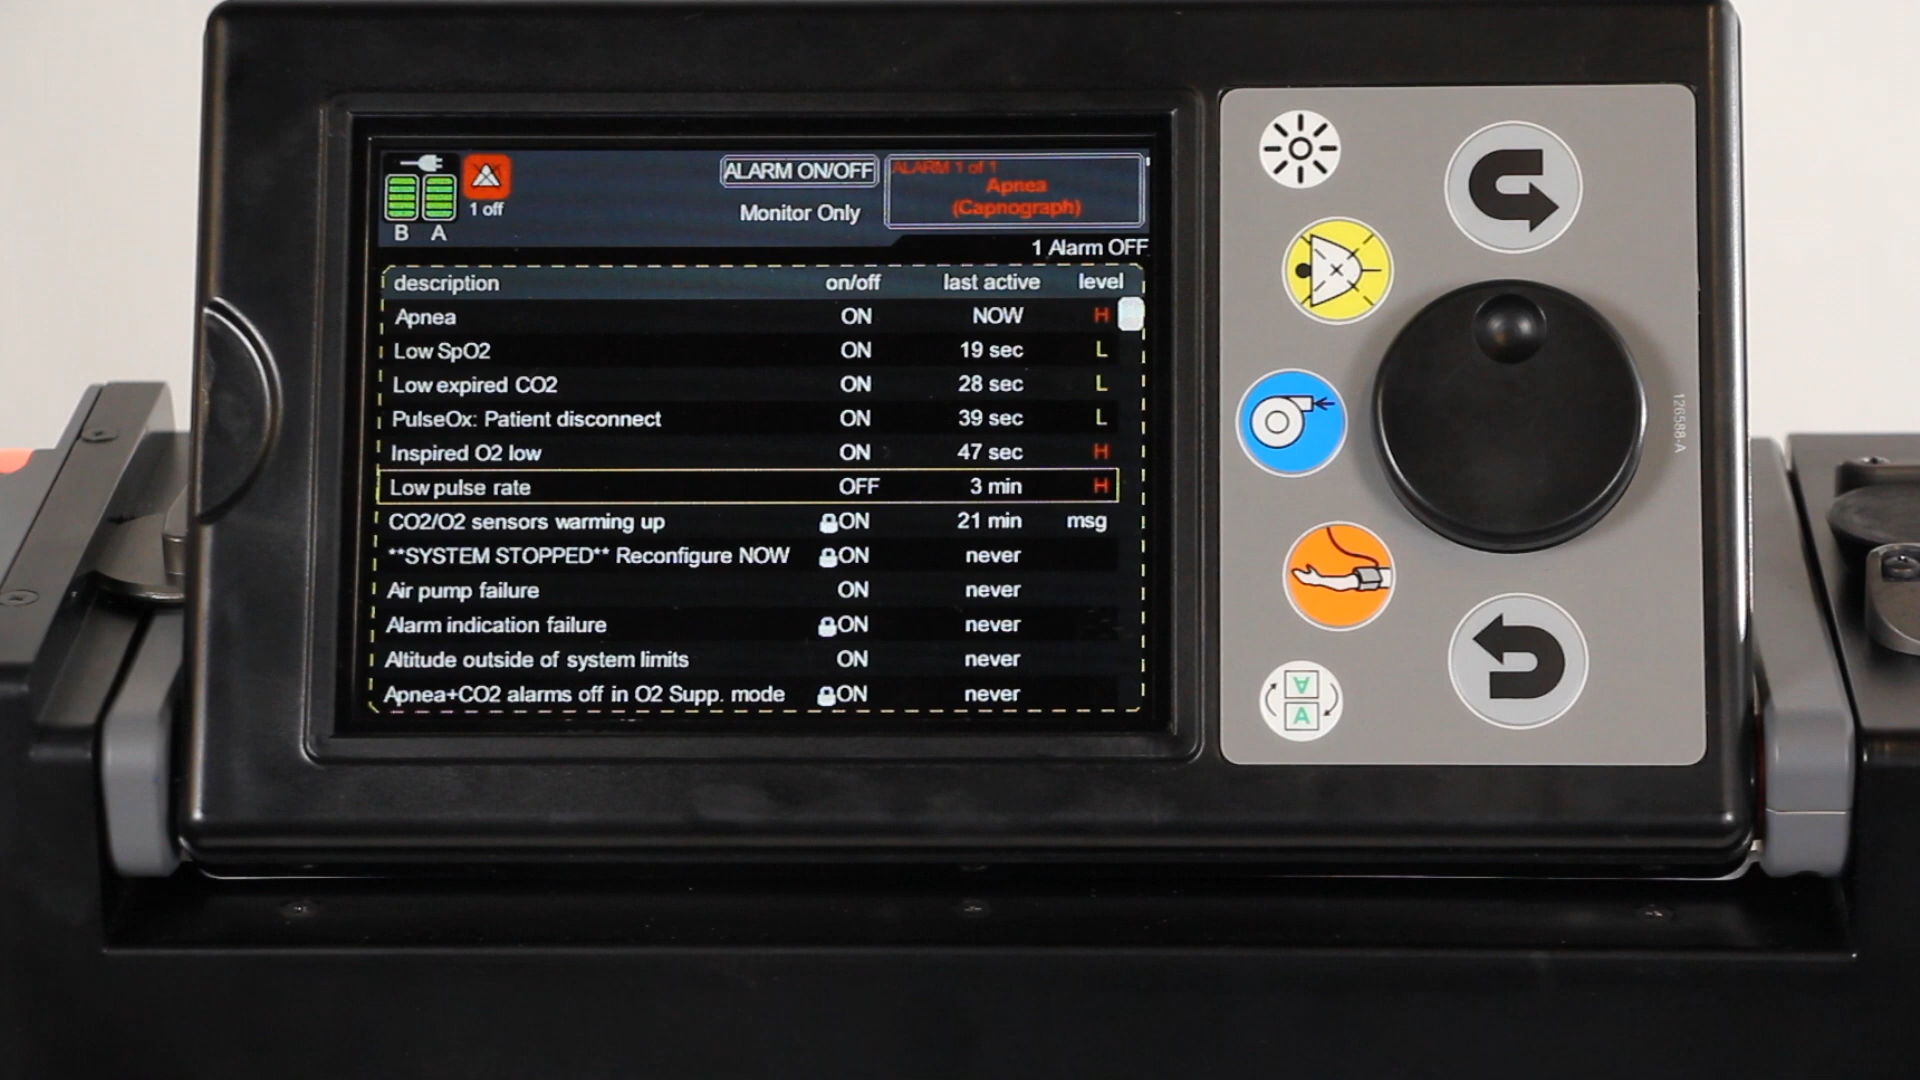 1 off
B A
ALARM ON/OFF
Monitor Only
ALARM 1 of 1
Apnea
(Capnograph)
1 Alarm OFF
description on/off last active level
Apnea ON NOW H
Low SpO2 ON 19 sec L
Low expired CO2 ON 28 sec L
PulseOx: Patient disconnect ON 39 sec L
Inspired O2 low ON 47 sec H
Low pulse rate OFF 3 min H
CO2/O2 sensors warming up ON 21 min msg
**SYSTEM STOPPED** Reconfigure NOW ON never
Air pump failure ON never
Alarm indication failure ON never
Altitude outside of system limits ON never
Apnea+CO2 alarms off in O2 Supp. mode ON never
A
A
126588-A